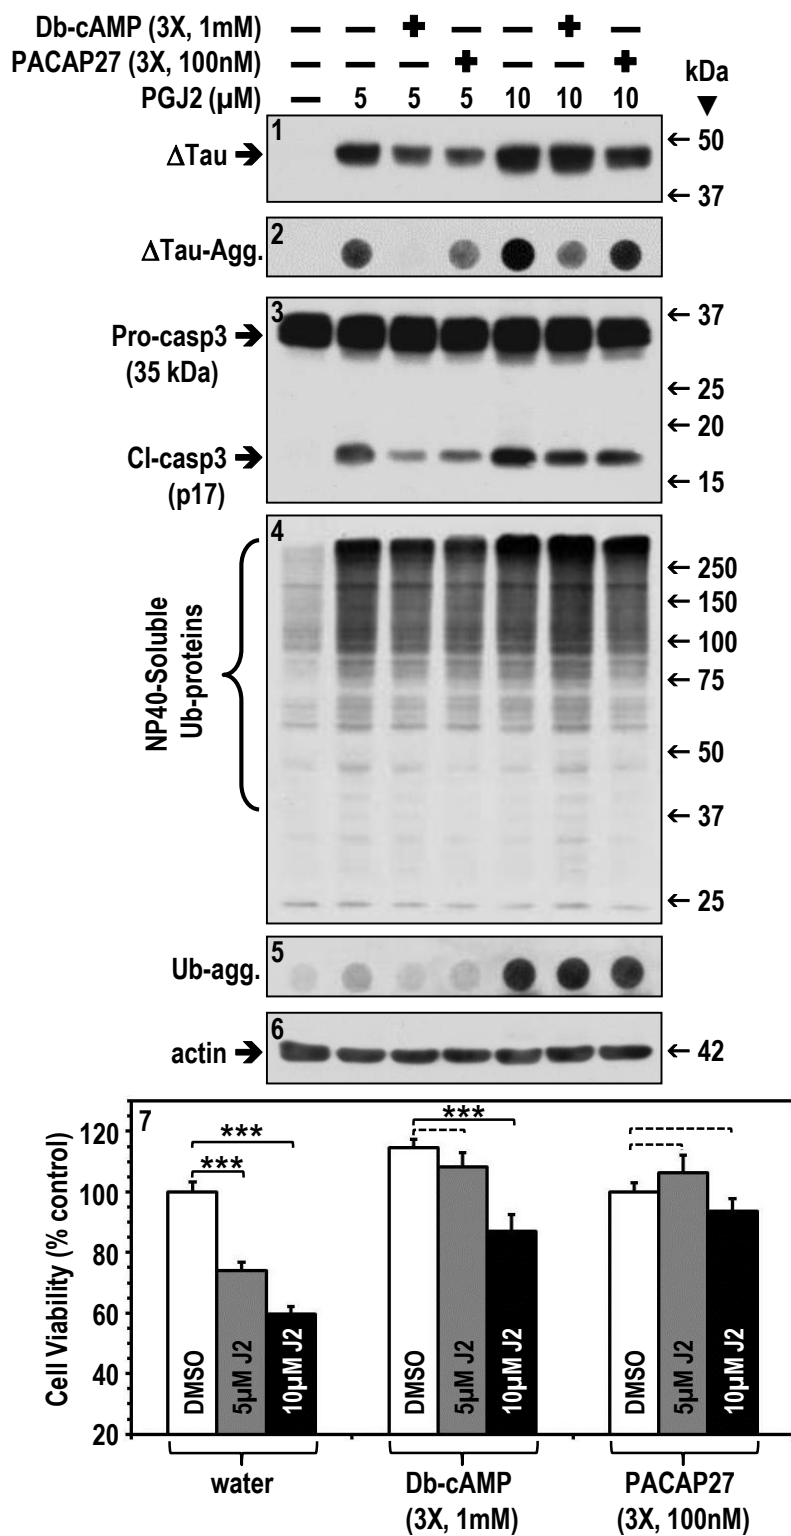 Db-cAMP (3X, 1mM) — — + — — + —
PACAP27 (3X, 100nM) — — — + — — +
kDa
PGJ2 (µM) — 5 5 5 10 10 10
▼
1
ΔTau ➔
← 50
← 37
2
ΔTau-Agg.
3
Pro-casp3 ➔
(35 kDa)
← 37
← 25
← 20
Cl-casp3 ➔
(p17)
← 15
4
NP40-Soluble
Ub-proteins
← 250
← 150
← 100
← 75
← 50
← 37
← 25
5
Ub-agg.
6
actin ➔
← 42
7
Cell Viability (% control)
120
100
80
60
40
20
***
***
***
DMSO
5µM J2
10µM J2
DMSO
5µM J2
10µM J2
DMSO
5µM J2
10µM J2
water
Db-cAMP
(3X, 1mM)
PACAP27
(3X, 100nM)